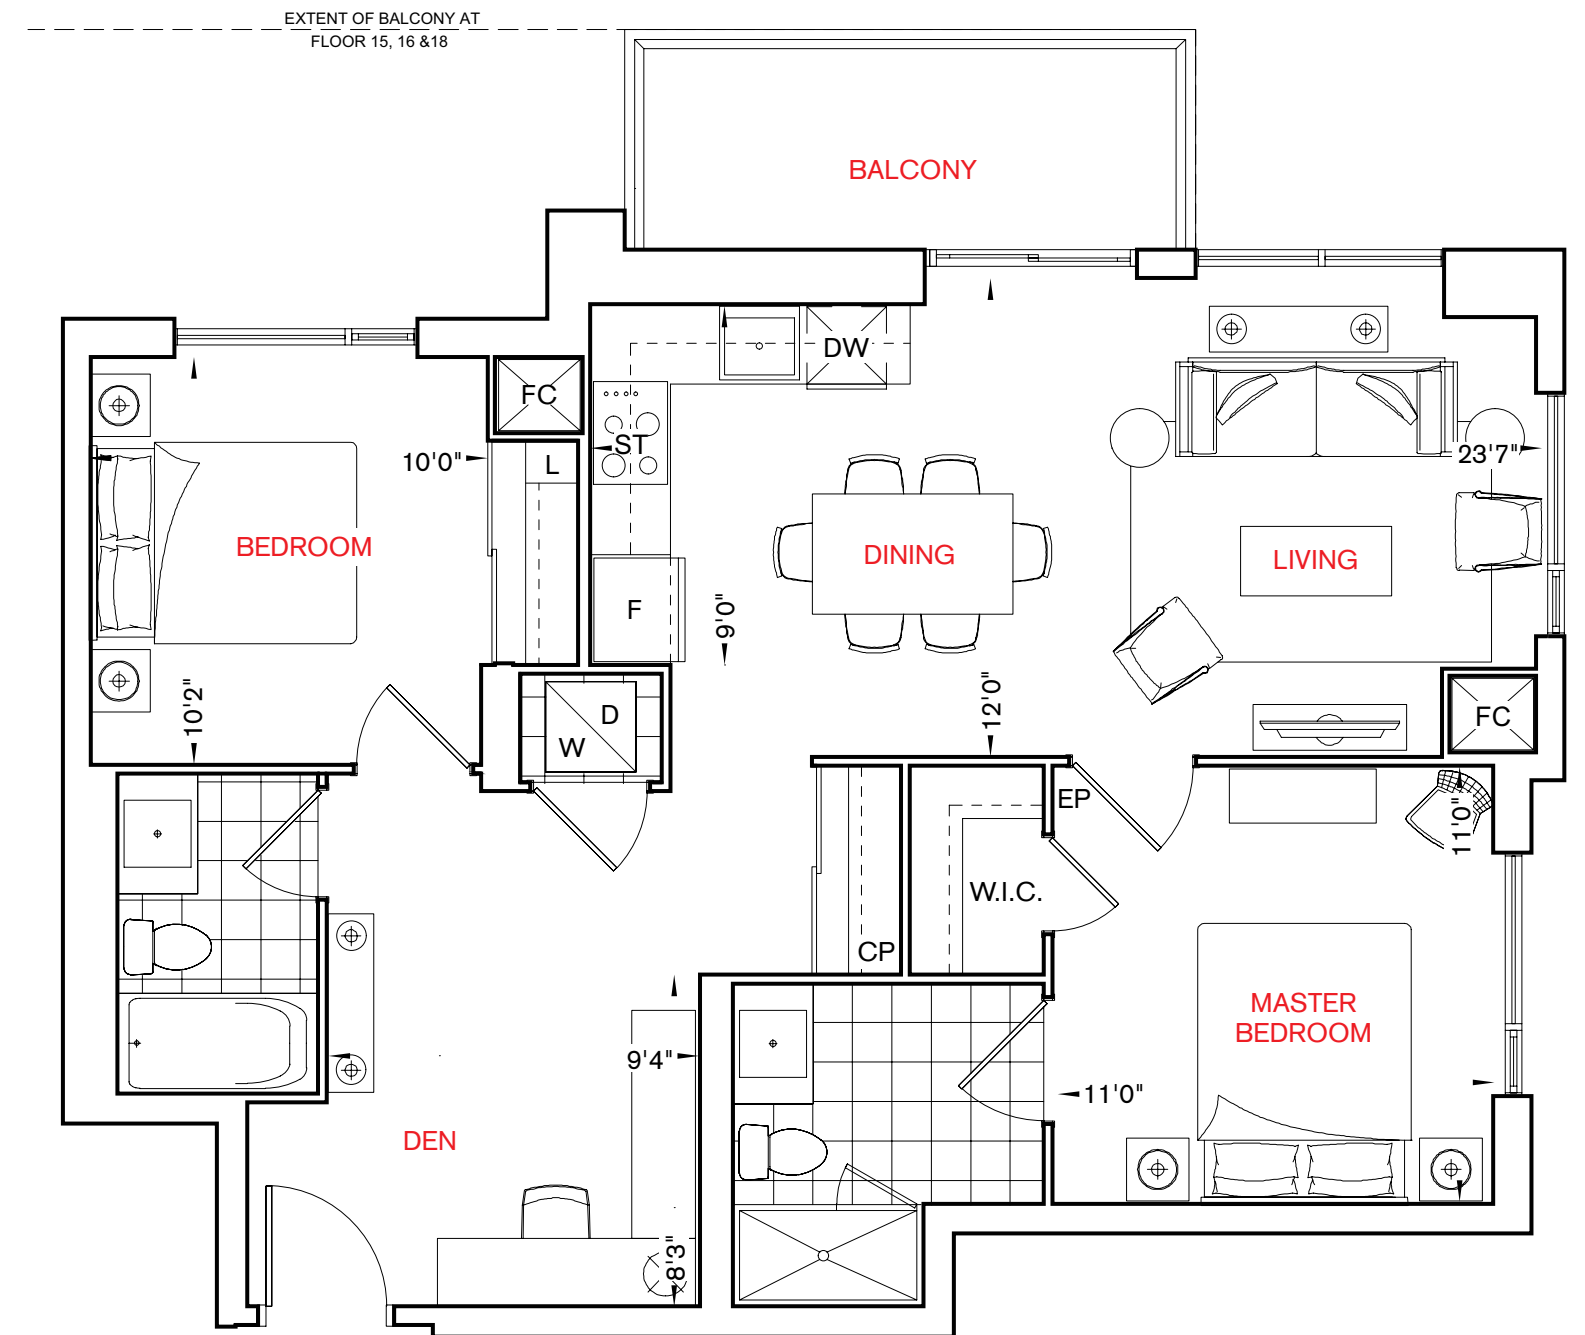 EXTENT OF BALCONY AT
FLOOR 15, 16 &18
BALCONY
DW
FC
ST
10'0"
L
23'7"
BEDROOM
DINING
LIVING
F
9'0"
10'2"
12'0"
D
W
FC
EP
11'0"
W.I.C.
CP
MASTER
BEDROOM
9'4"
11'0"
DEN
8'3"